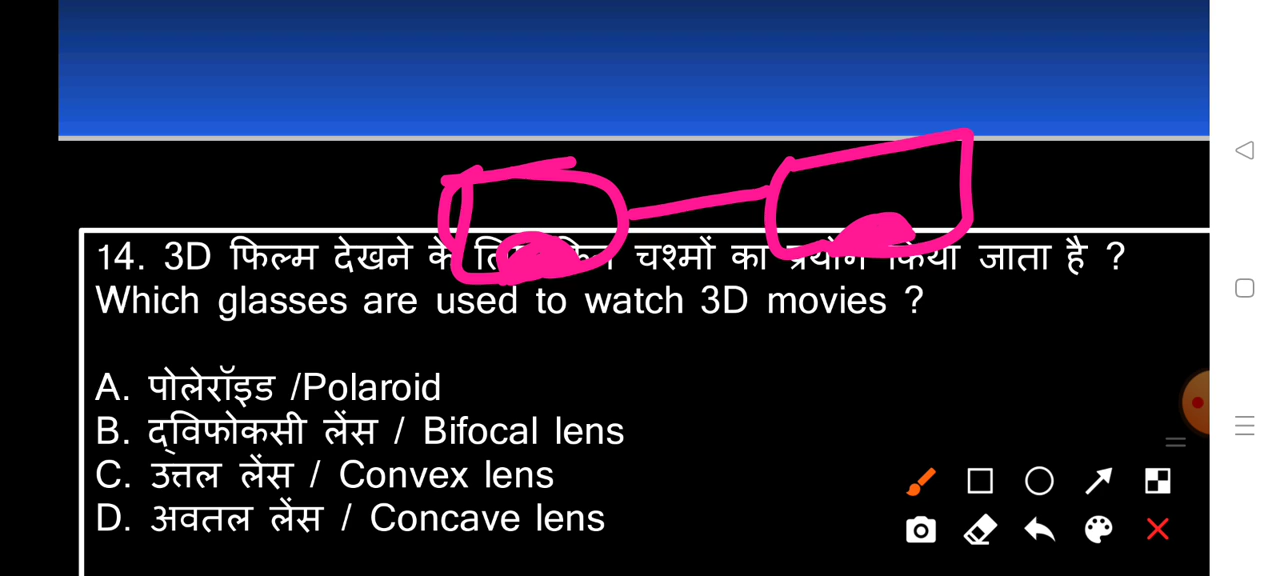 14. 3D फिल्म देखने के चश्मों का किया जाता है ?
Which glasses are used to watch 3D movies ?
A. पोलेरॉइड /Polaroid
B. द्विफोकसी लेंस / Bifocal lens
C. उत्तल लेंस / Convex lens
D. अवतल लेंस / Concave lens